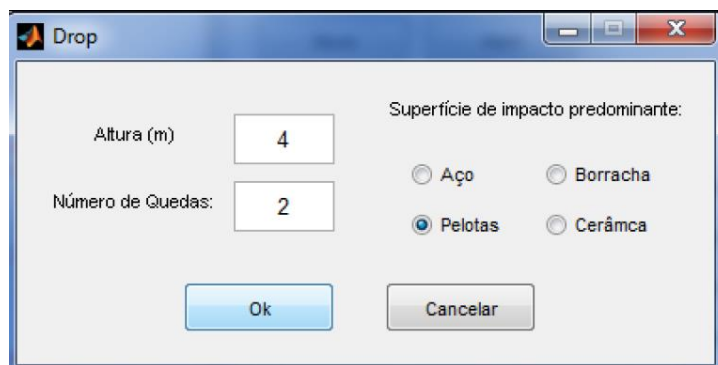 Drop
Altura (m)
4
Número de Quedas:
2
Superfície de impacto predominante:
Aço
Borracha
Pelotas
Cerâmca
Ok
Cancelar